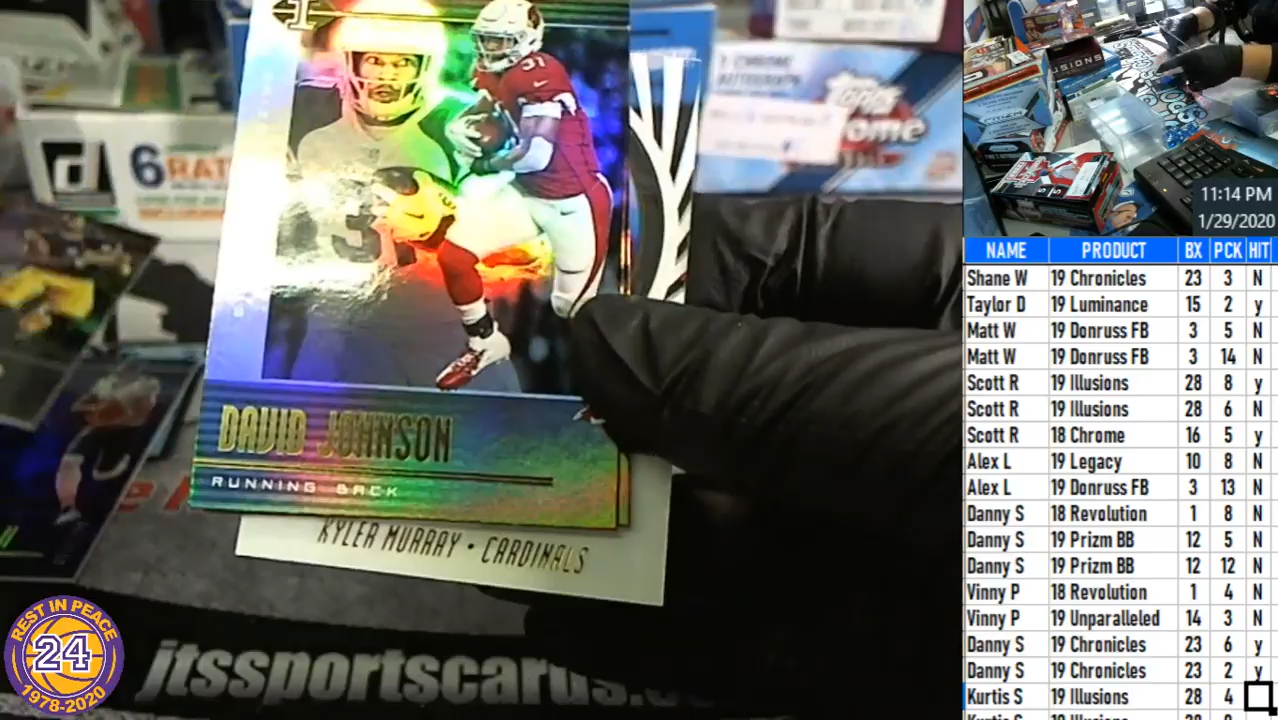 I
31
3
DAVID JOHNSON
RUNNING BACK
KYLER MURRAY • CARDINALS
6 RAT
AUTOGRAPH
Topps
REST IN PEACE
24
1978-2020
jtssportscards.c
11:14 PM
1/29/2020
NAME PRODUCT BX PCK HIT
Shane W 19 Chronicles 23 3 N
Taylor D 19 Luminance 15 2 y
Matt W 19 Donruss FB 3 5 N
Matt W 19 Donruss FB 3 14 N
Scott R 19 Illusions 28 8 y
Scott R 19 Illusions 28 6 N
Scott R 18 Chrome 16 5 y
Alex L 19 Legacy 10 8 N
Alex L 19 Donruss FB 3 13 N
Danny S 18 Revolution 1 8 N
Danny S 19 Prizm BB 12 5 N
Danny S 19 Prizm BB 12 12 N
Vinny P 18 Revolution 1 4 N
Vinny P 19 Unparalleled 14 3 N
Danny S 19 Chronicles 23 6 y
Danny S 19 Chronicles 23 2 y
Kurtis S 19 Illusions 28 4